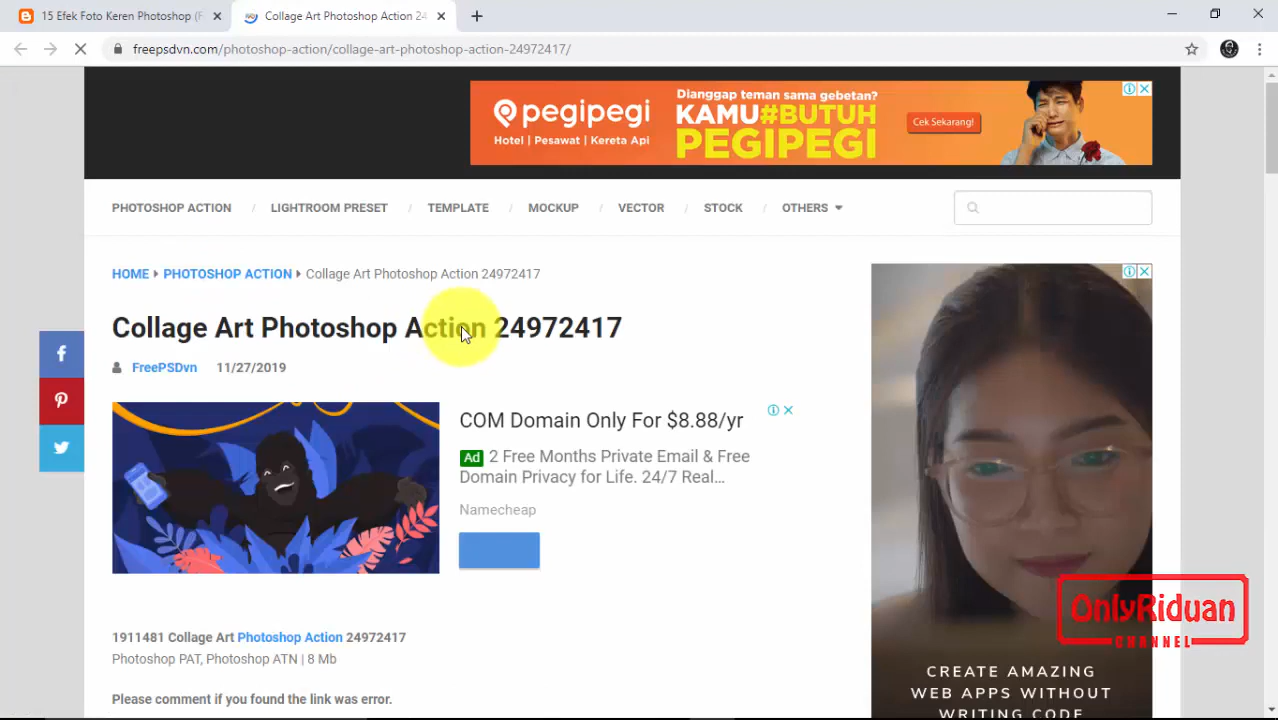 15 Efek Foto Keren Photoshop (F
Collage Art Photoshop Action 24
freepsdvn.com/photoshop-action/collage-art-photoshop-action-24972417/
pegipegi
Hotel | Pesawat | Kereta Api
Dianggap teman sama gebetan?
KAMU#BUTUH
PEGIPEGI
Cek Sekarang!
PHOTOSHOP ACTION / LIGHTROOM PRESET / TEMPLATE / MOCKUP / VECTOR / STOCK / OTHERS
HOME PHOTOSHOP ACTION Collage Art Photoshop Action 24972417
Collage Art Photoshop Action 24972417
FreePSDvn 11/27/2019
COM Domain Only For $8.88/yr
Ad 2 Free Months Private Email & Free
Domain Privacy for Life. 24/7 Real...
Namecheap
1911481 Collage Art Photoshop Action 24972417
Photoshop PAT, Photoshop ATN | 8 Mb
Please comment if you found the link was error.
OnlyRiduan
CHANNEL
CREATE AMAZING
WEB APPS WITHOUT
WRITING CODE